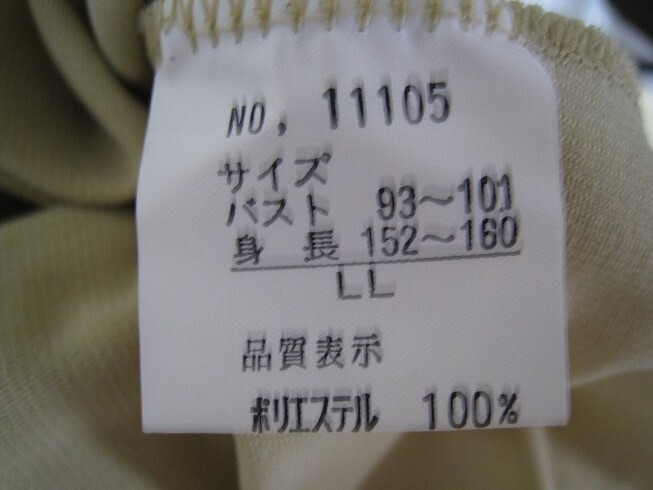 NO, 11105
サイズ
バスト 93～101
身長 152～160
LL
品質表示
ポリエステル 100%